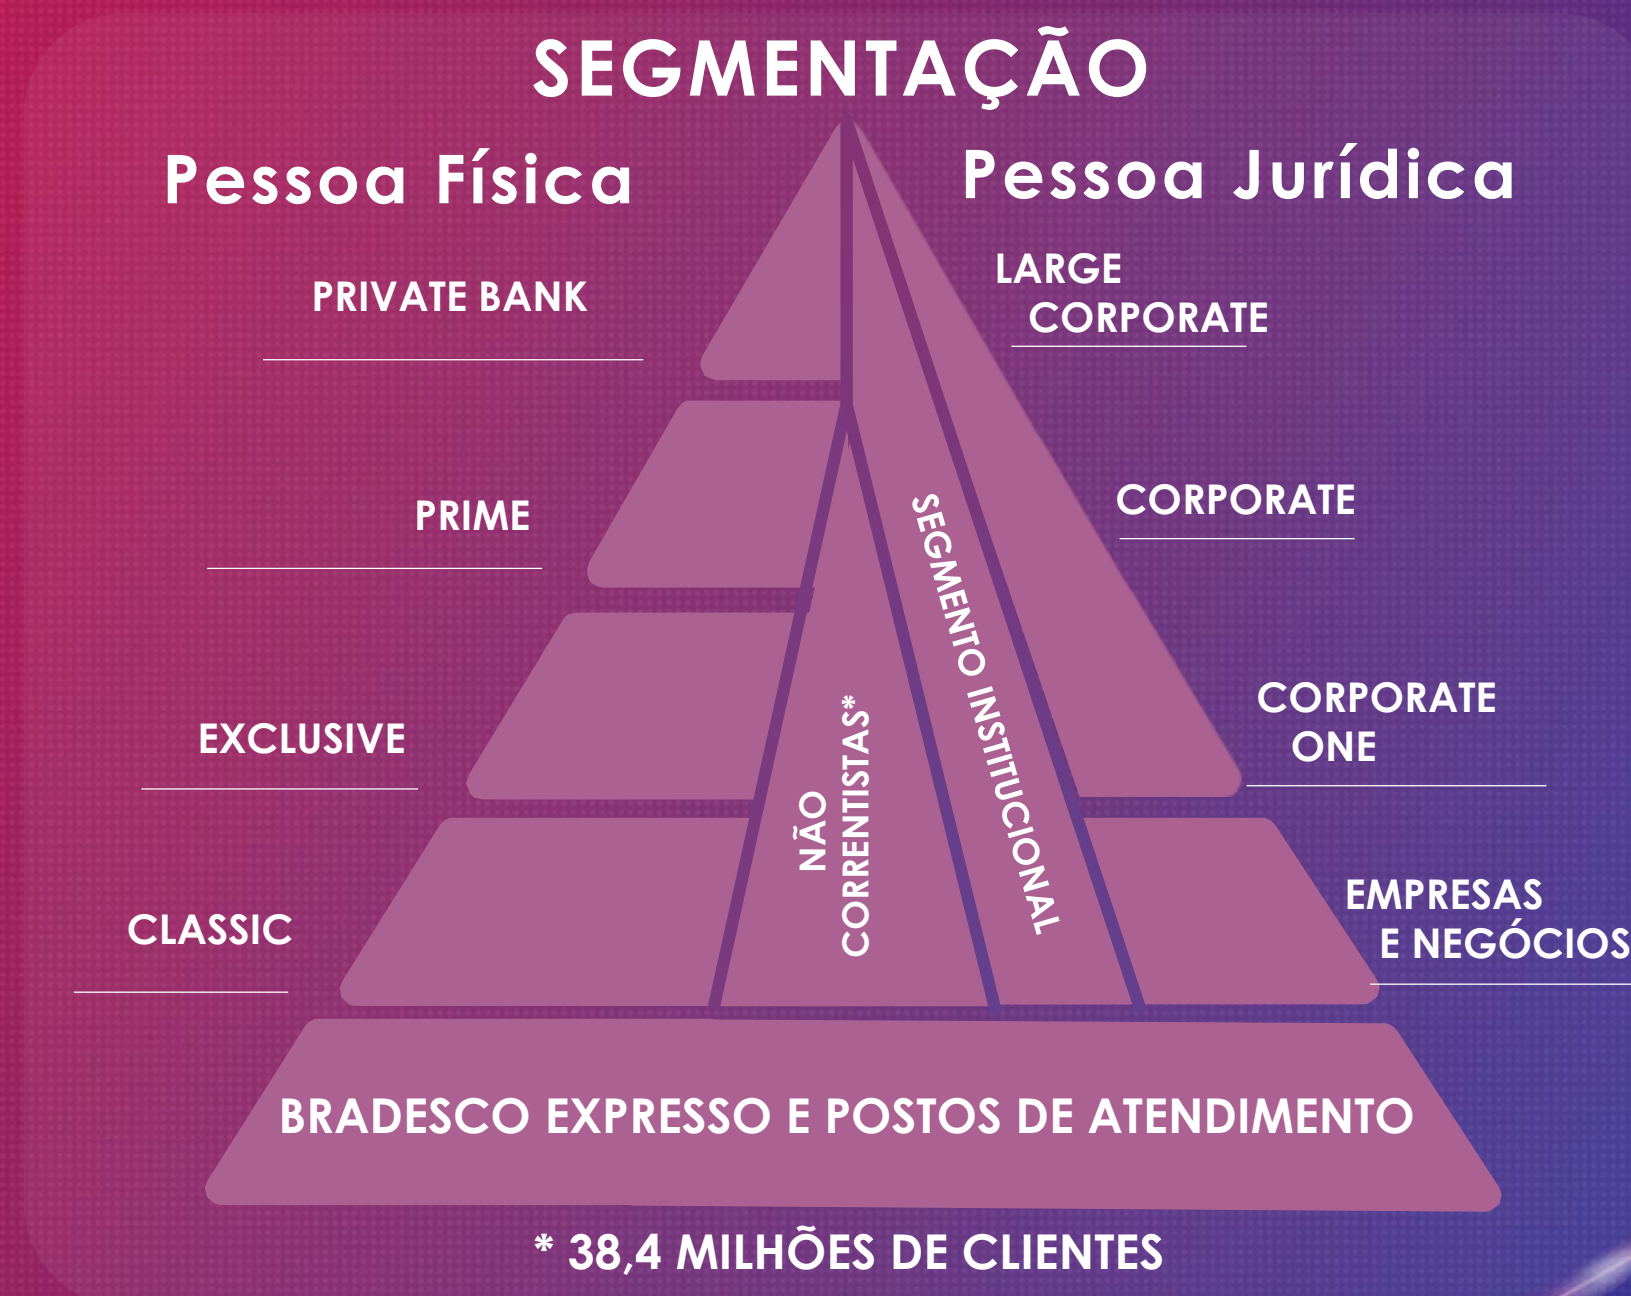 SEGMENTAÇÃO
Pessoa Física
Pessoa Jurídica
PRIVATE BANK
LARGE
CORPORATE
PRIME
CORPORATE
EXCLUSIVE
CORPORATE
ONE
CLASSIC
EMPRESAS
E NEGÓCIOS
NÃO
CORRENTISTAS*
SEGMENTO INSTITUCIONAL
BRADESCO EXPRESSO E POSTOS DE ATENDIMENTO
* 38,4 MILHÕES DE CLIENTES